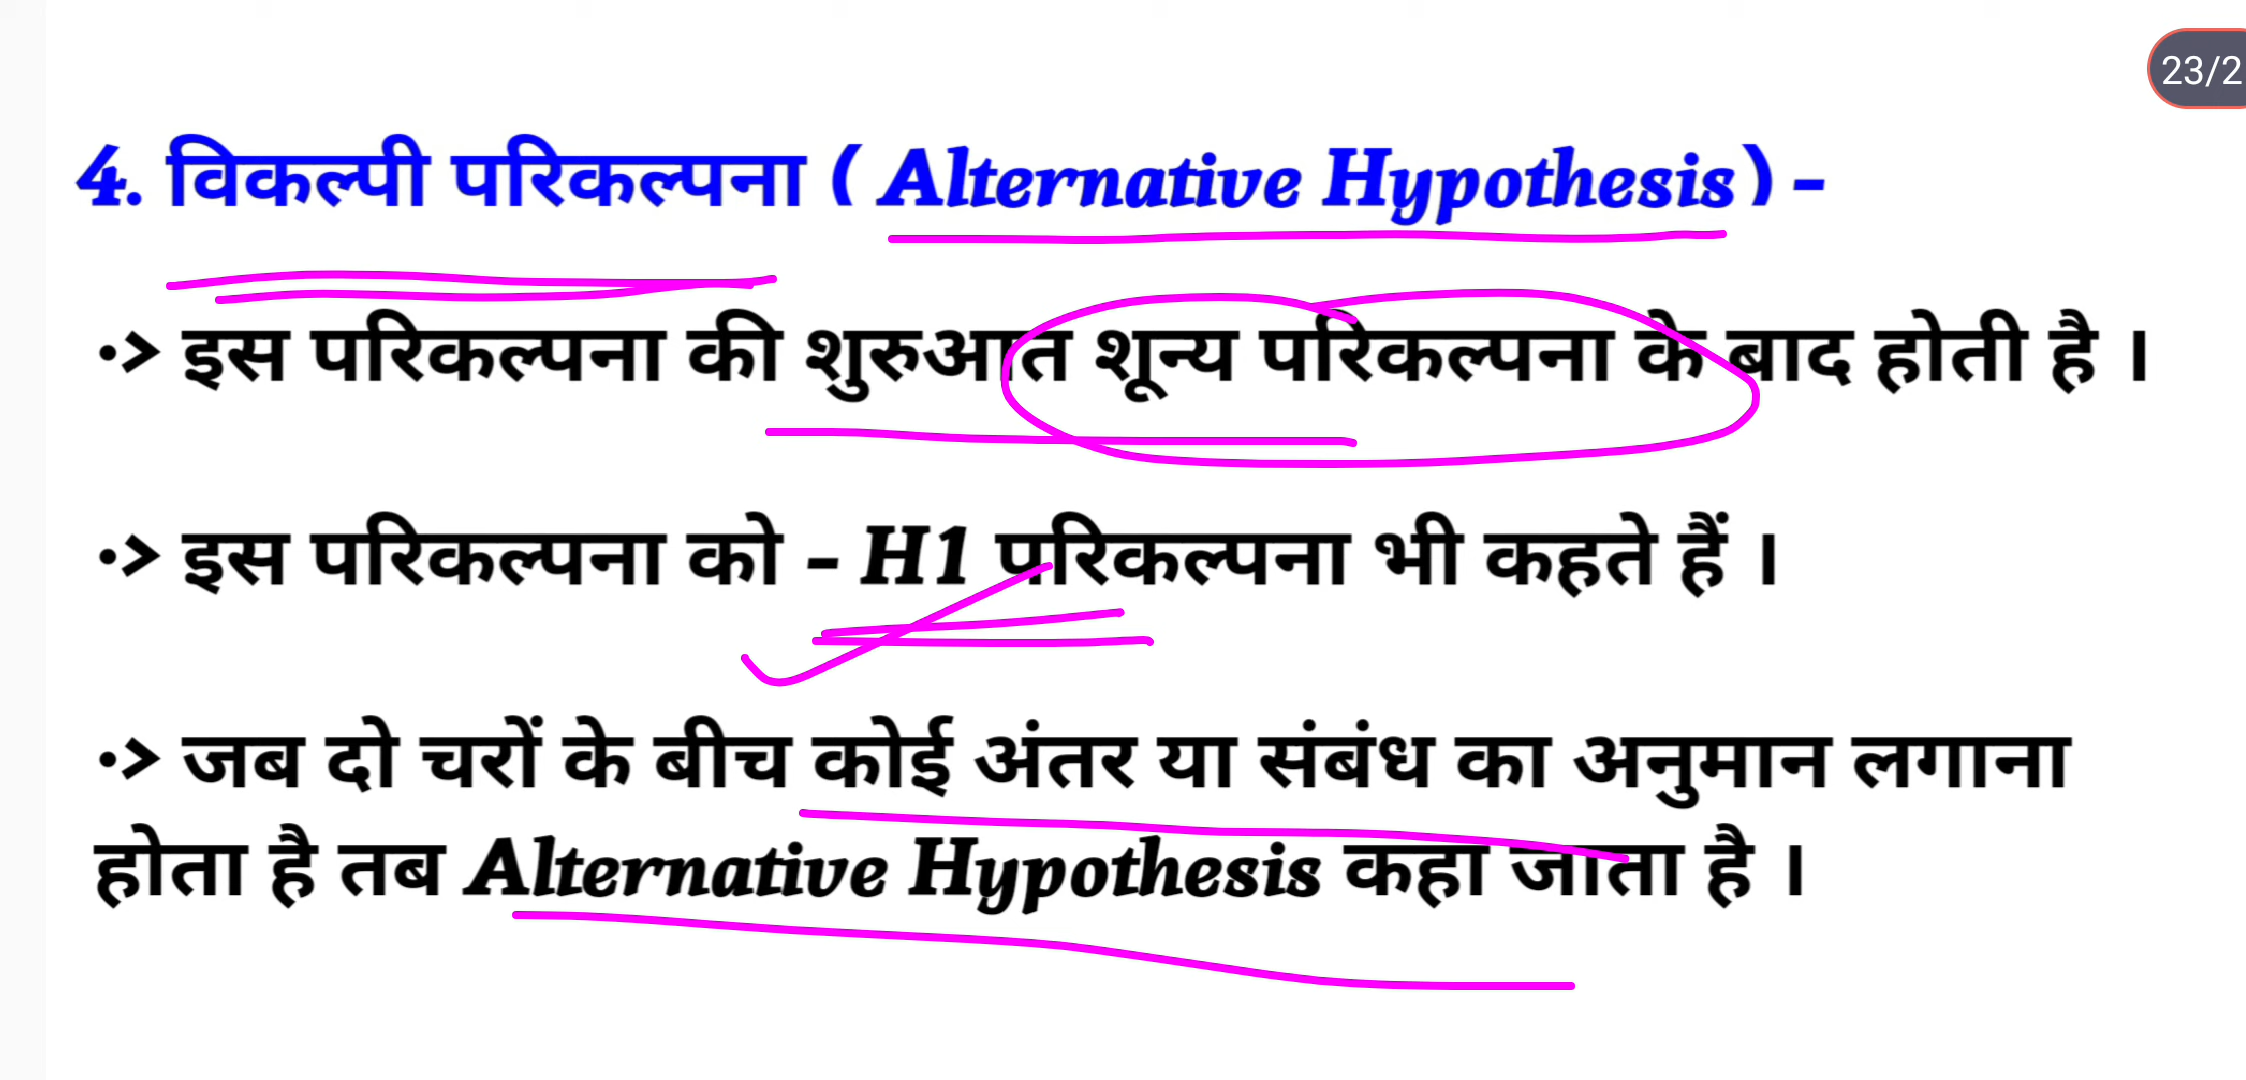 23/2
4. विकल्पी परिकल्पना ( Alternative Hypothesis) -
·> इस परिकल्पना की शुरुआत शून्य परिकल्पना के बाद होती है ।
·> इस परिकल्पना को - H1 परिकल्पना भी कहते हैं ।
·> जब दो चरों के बीच कोई अंतर या संबंध का अनुमान लगाना
होता है तब Alternative Hypothesis कहा जाता है ।